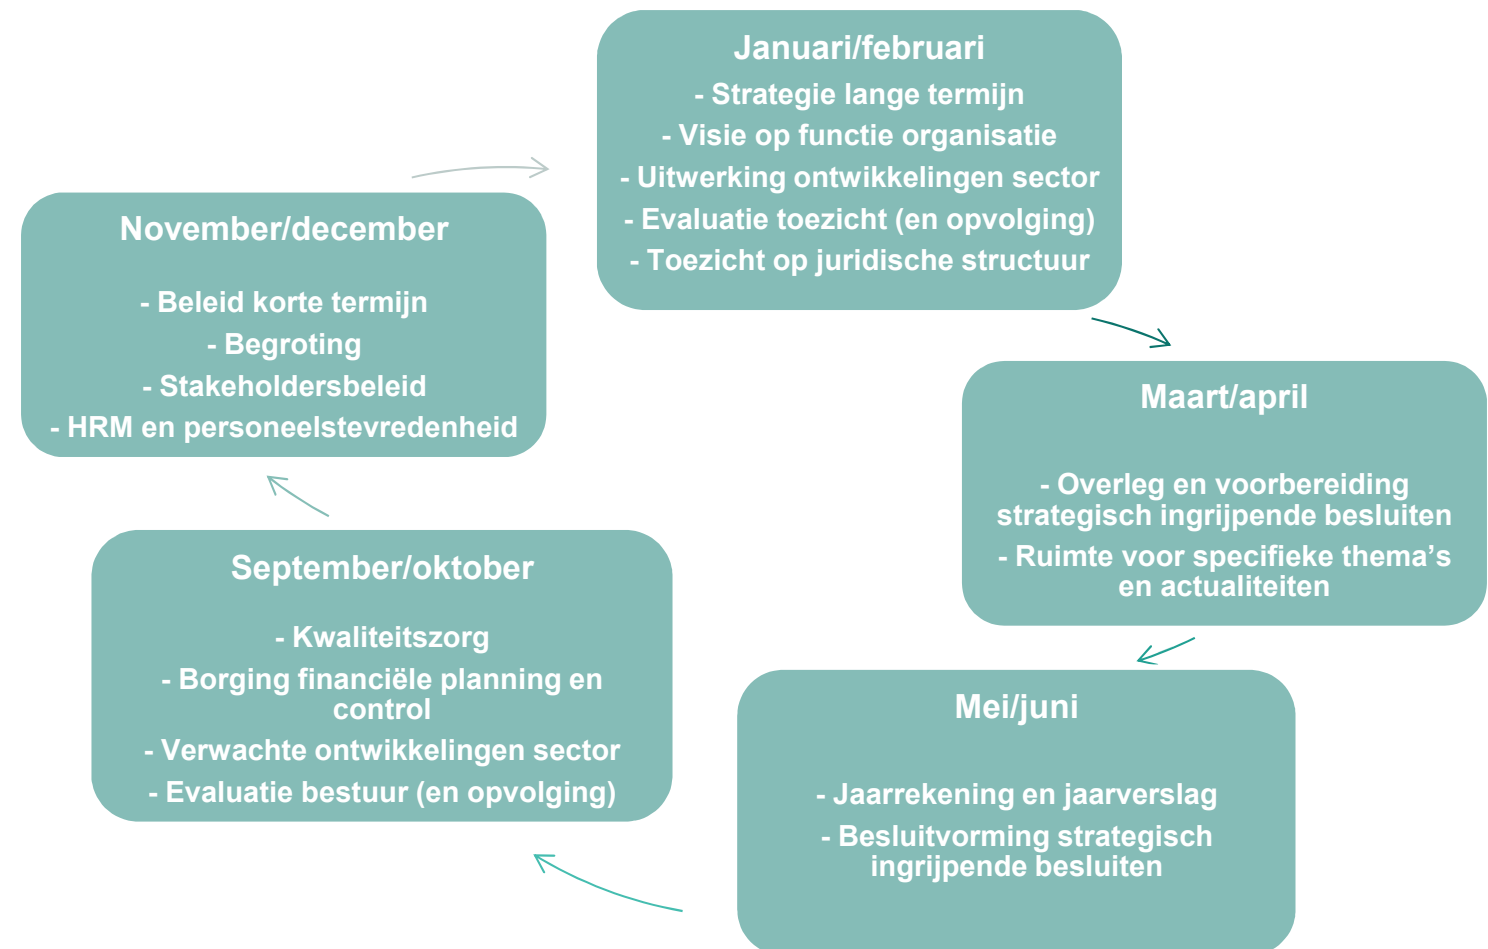 Januari/februari
- Strategie lange termijn
- Visie op functie organisatie
- Uitwerking ontwikkelingen sector
- Evaluatie toezicht (en opvolging)
- Toezicht op juridische structuur
Maart/april
- Overleg en voorbereiding
strategisch ingrijpende besluiten
- Ruimte voor specifieke thema's
en actualiteiten
Mei/juni
- Jaarrekening en jaarverslag
- Besluitvorming strategisch
ingrijpende besluiten
September/oktober
- Kwaliteitszorg
- Borging financiële planning en
control
- Verwachte ontwikkelingen sector
- Evaluatie bestuur (en opvolging)
November/december
- Beleid korte termijn
- Begroting
- Stakeholdersbeleid
- HRM en personeelstevredenheid